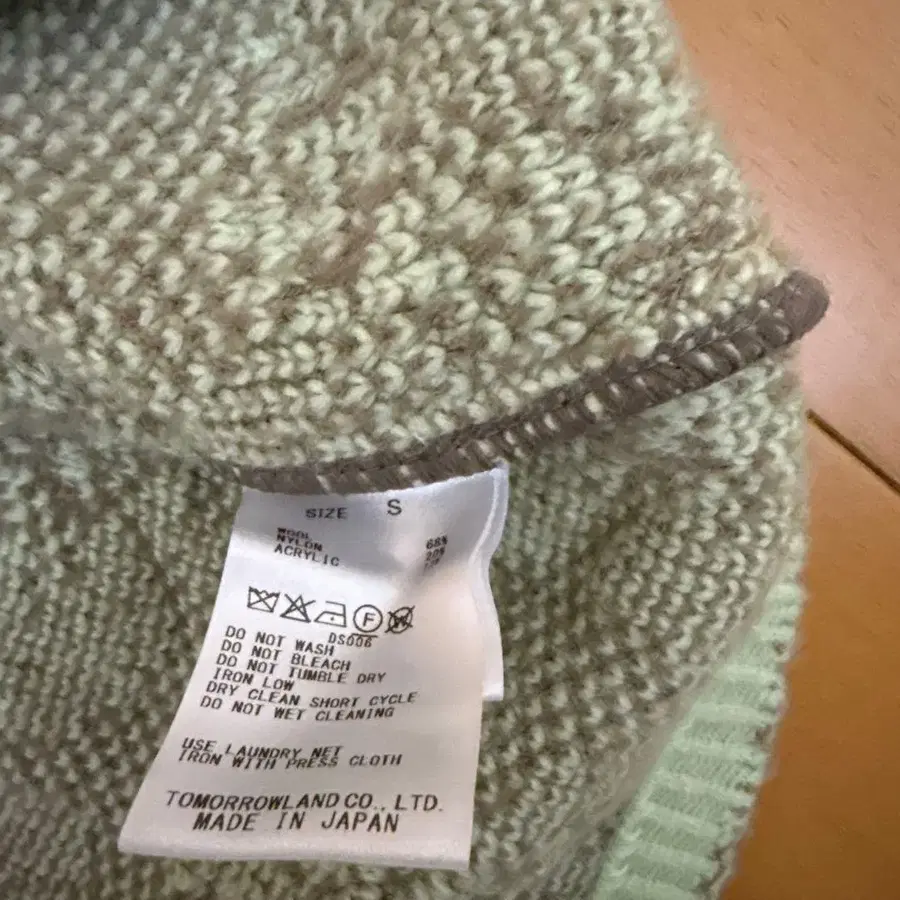 SIZE S
WOOL 68%
NYLON 20%
ACRYLIC
F W
DS006
DO NOT WASH
DO NOT BLEACH
DO NOT TUMBLE DRY
IRON LOW
DRY CLEAN SHORT CYCLE
DO NOT WET CLEANING
USE LAUNDRY NET
IRON WITH PRESS CLOTH
TOMORROWLAND CO., LTD.
MADE IN JAPAN